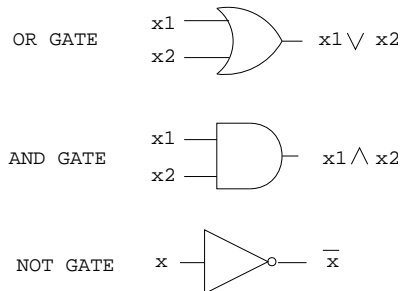 x1
OR GATE
x2
x1 ∨ x2
x1
AND GATE
x2
x1 ∧ x2
NOT GATE
x
x̅